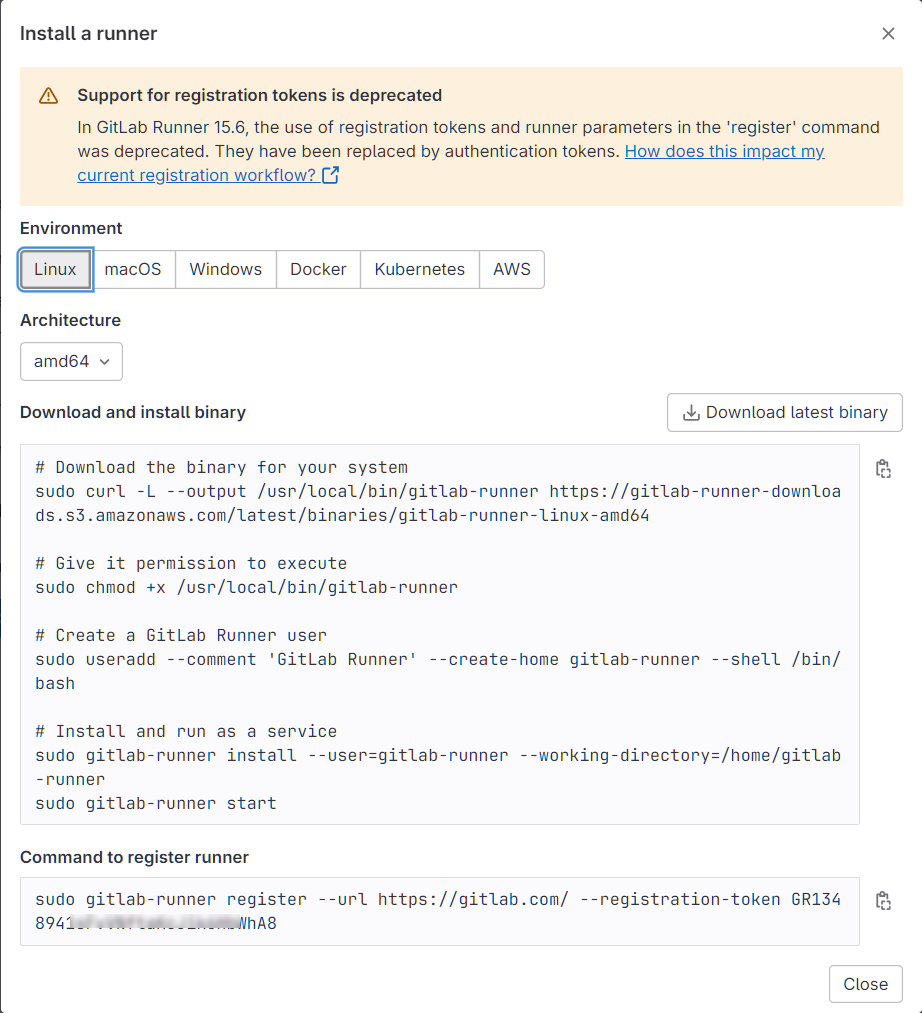 Install a runner
Support for registration tokens is deprecated
In GitLab Runner 15.6, the use of registration tokens and runner parameters in the 'register' command
was deprecated. They have been replaced by authentication tokens. How does this impact my
current registration workflow?
Environment
Linux macOS Windows Docker Kubernetes AWS
Architecture
amd64
Download and install binary
Download latest binary
# Download the binary for your system
sudo curl -L --output /usr/local/bin/gitlab-runner https://gitlab-runner-downloa
ds.s3.amazonaws.com/latest/binaries/gitlab-runner-linux-amd64
# Give it permission to execute
sudo chmod +x /usr/local/bin/gitlab-runner
# Create a GitLab Runner user
sudo useradd --comment 'GitLab Runner' --create-home gitlab-runner --shell /bin/
bash
# Install and run as a service
sudo gitlab-runner install --user=gitlab-runner --working-directory=/home/gitlab
-runner
sudo gitlab-runner start
Command to register runner
sudo gitlab-runner register --url https://gitlab.com/ --registration-token GR134
8941 WhA8
Close